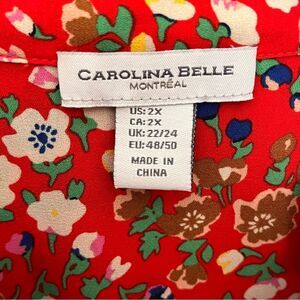 CAROLINA BELLE
MONTRÉAL
US: 2X
CA: 2X
UK: 22/24
EU: 48/50
MADE IN
CHINA